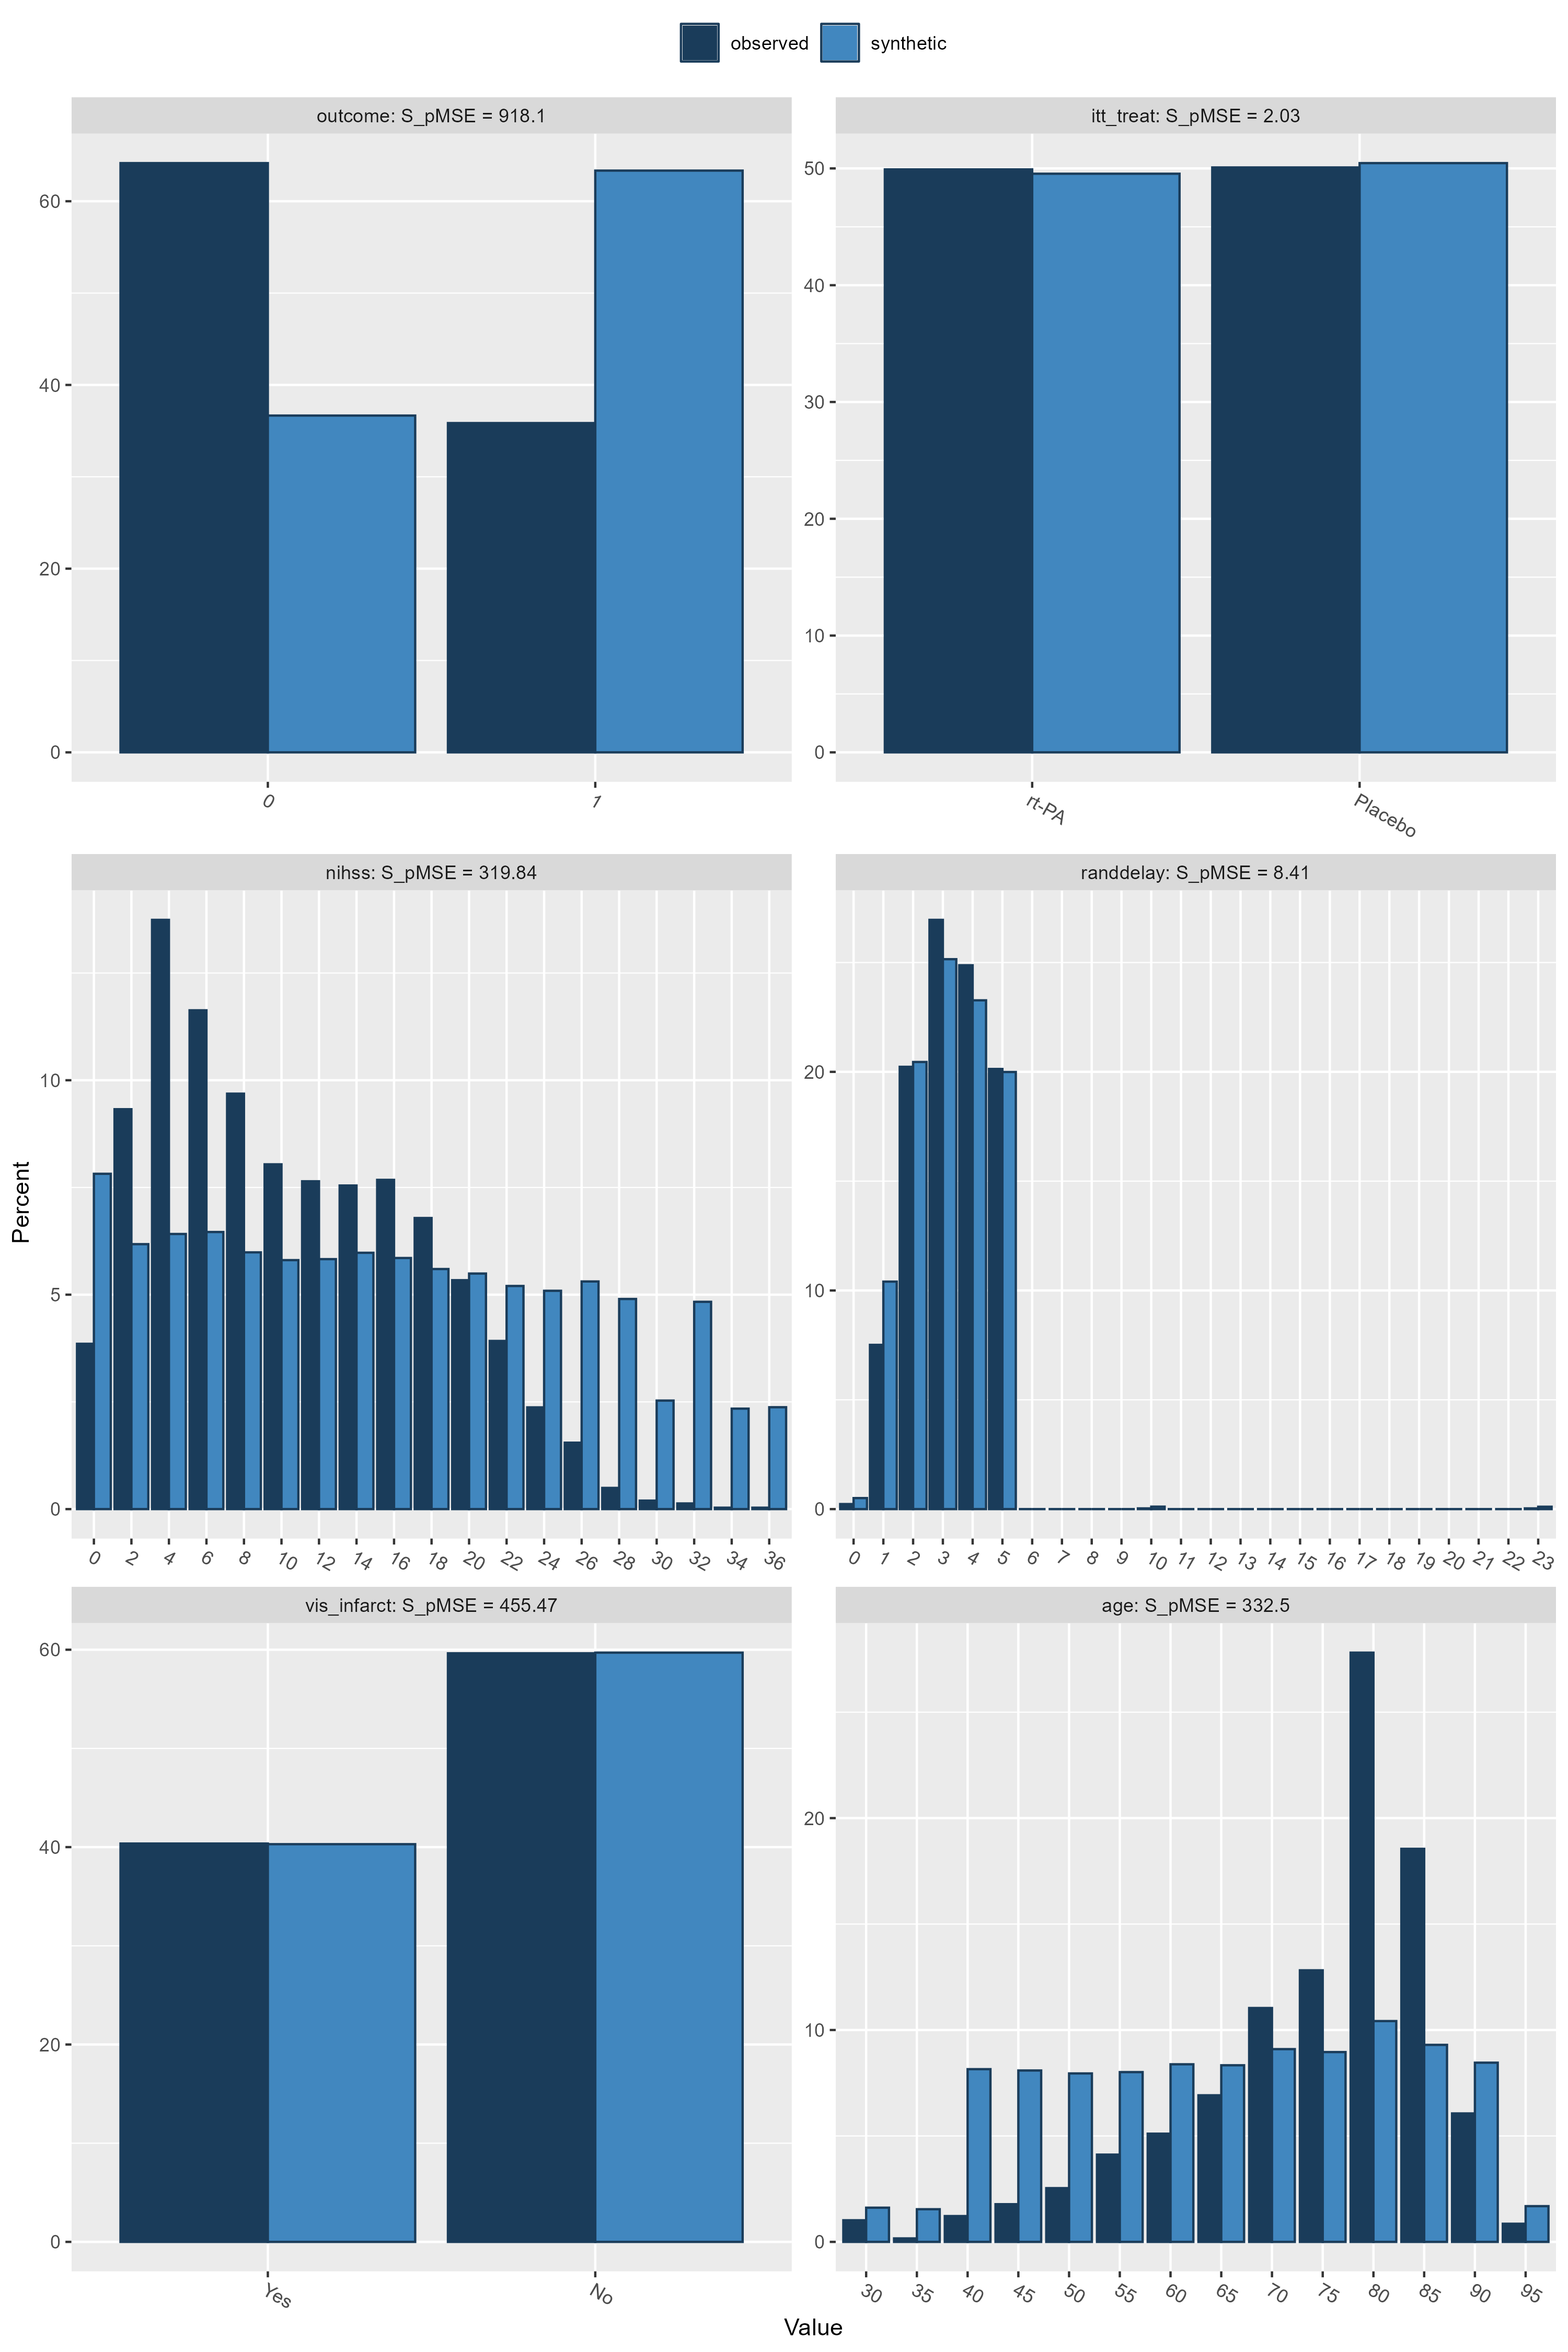 observed synthetic
outcome: S_pMSE = 918.1
0
20
40
60
0 1
itt_treat: S_pMSE = 2.03
0
10
20
30
40
50
rt-PA Placebo
Percent
nihss: S_pMSE = 319.84
0
5
10
0 2 4 6 8 10 12 14 16 18 20 22 24 26 28 30 32 34 36
randdelay: S_pMSE = 8.41
0
10
20
0 1 2 3 4 5 6 7 8 9 10 11 12 13 14 15 16 17 18 19 20 21 22 23
vis_infarct: S_pMSE = 455.47
0
20
40
60
Yes No
age: S_pMSE = 332.5
0
10
20
30 35 40 45 50 55 60 65 70 75 80 85 90 95
Value